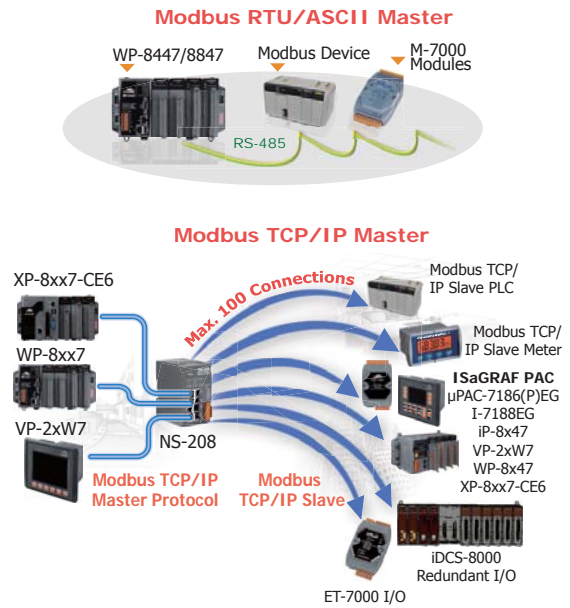 Modbus RTU/ASCII Master
WP-8447/8847
Modbus Device
M-7000
Modules
RS-485
Modbus TCP/IP Master
XP-8xx7-CE6
WP-8xx7
VP-2xW7
Max. 100 Connections
NS-208
Modbus TCP/IP
Master Protocol
Modbus
TCP/IP Slave
Modbus TCP/
IP Slave PLC
Modbus TCP/
IP Slave Meter
ISaGRAF PAC
μPAC-7186(P)EG
I-7188EG
iP-8x47
VP-2xW7
WP-8x47
XP-8xx7-CE6
iDCS-8000
Redundant I/O
ET-7000 I/O